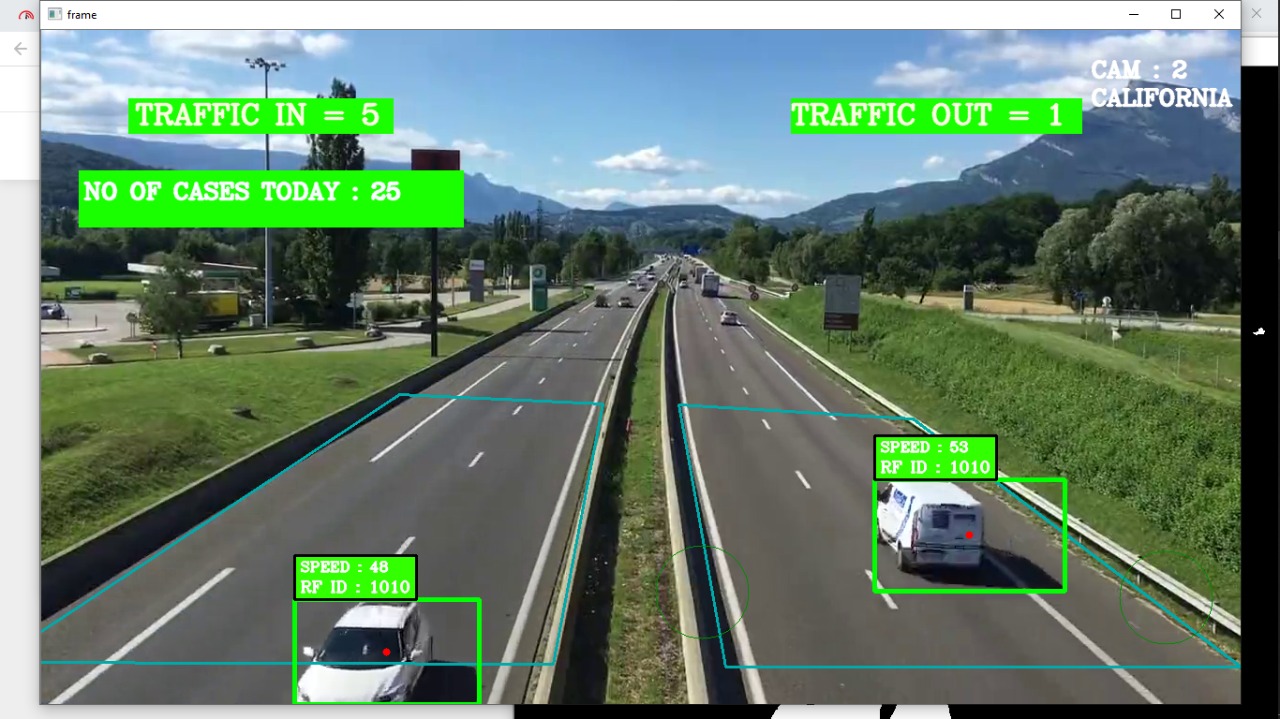 frame
CAM : 2
CALIFORNIA
TRAFFIC IN = 5
TRAFFIC OUT = 1
NO OF CASES TODAY : 25
SPEED : 53
RF ID : 1010
SPEED : 48
RF ID : 1010